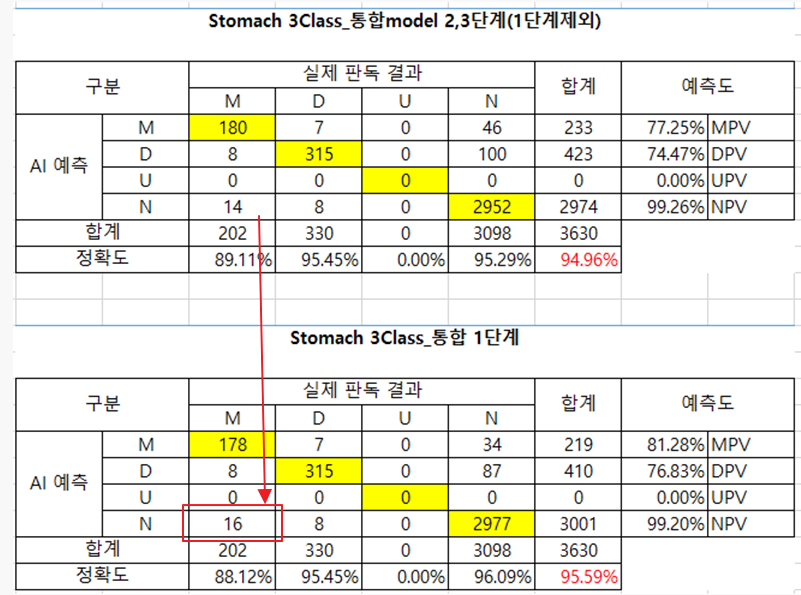 Stomach 3Class_통합model 2,3단계(1단계제외)
구분 실제 판독 결과 합계 예측도
M D U N
AI 예측 M 180 7 0 46 233 77.25% MPV
D 8 315 0 100 423 74.47% DPV
U 0 0 0 0 0 0.00% UPV
N 14 8 0 2952 2974 99.26% NPV
합계 202 330 0 3098 3630
정확도 89.11% 95.45% 0.00% 95.29% 94.96%
Stomach 3Class_통합 1단계
구분 실제 판독 결과 합계 예측도
M D U N
AI 예측 M 178 7 0 34 219 81.28% MPV
D 8 315 0 87 410 76.83% DPV
U 0 0 0 0 0 0.00% UPV
N 16 8 0 2977 3001 99.20% NPV
합계 202 330 0 3098 3630
정확도 88.12% 95.45% 0.00% 96.09% 95.59%